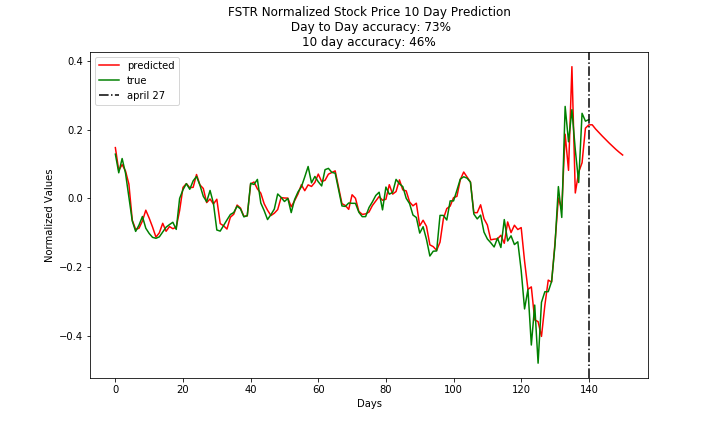 FSTR Normalized Stock Price 10 Day Prediction
Day to Day accuracy: 73%
10 day accuracy: 46%
predicted
true
april 27
0.4
0.2
0.0
−0.2
−0.4
Normalized Values
0 20 40 60 80 100 120 140
Days